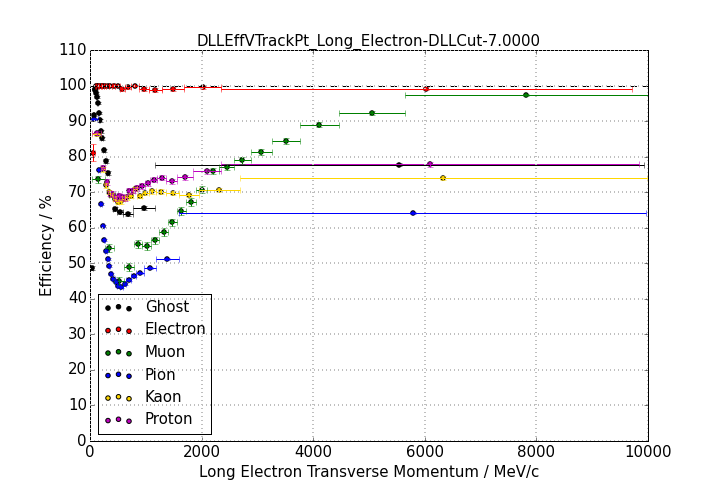 DLLEffVTrackPt_Long_Electron-DLLCut-7.0000
110
100
90
80
70
60
50
40
30
20
10
0
Efficiency / %
Ghost
Electron
Muon
Pion
Kaon
Proton
0 2000 4000 6000 8000 10000
Long Electron Transverse Momentum / MeV/c